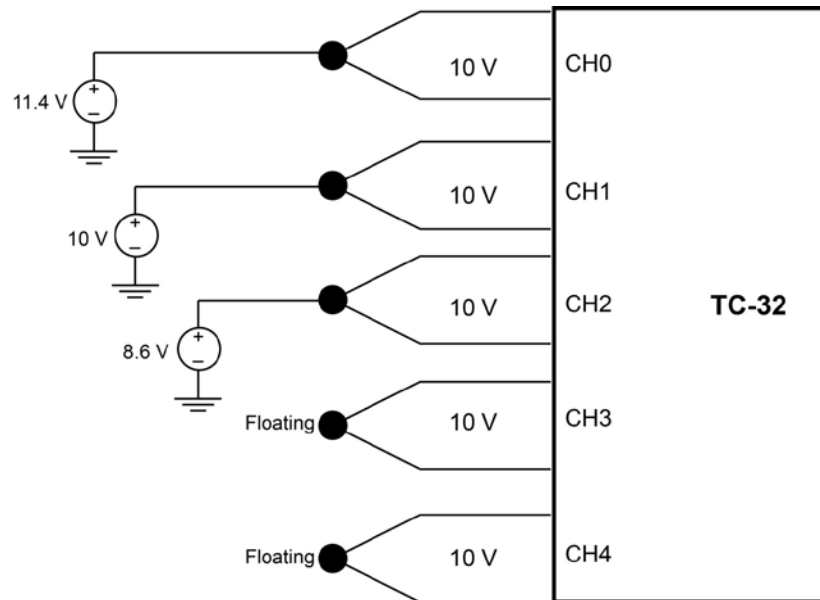 10 V CH0
11.4 V
10 V CH1
10 V
10 V CH2 TC-32
8.6 V
Floating 10 V CH3
Floating 10 V CH4